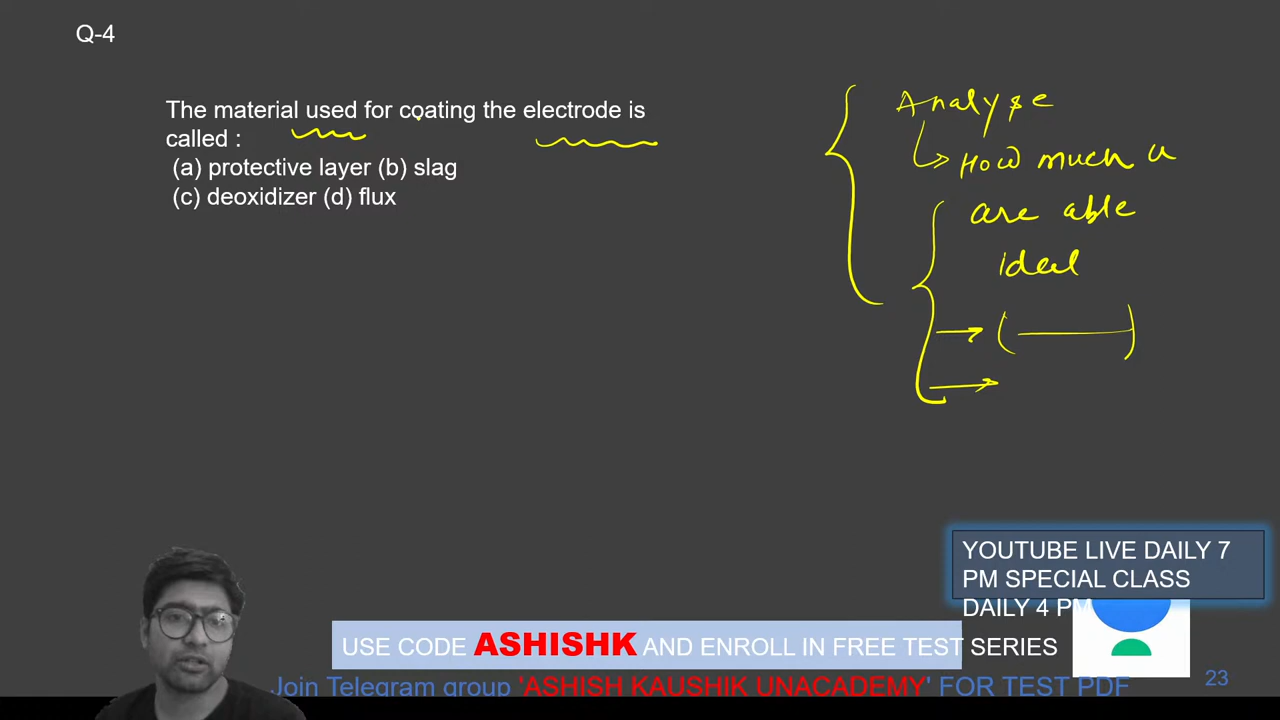 Q-4
The material used for coating the electrode is
called :
(a) protective layer (b) slag
(c) deoxidizer (d) flux
Analyse
How much u
are able
ideal
YOUTUBE LIVE DAILY 7
PM SPECIAL CLASS
DAILY 4 PM
USE CODE ASHISHK AND ENROLL IN FREE TEST SERIES
Join Telegram group 'ASHISH KAUSHIK UNACADEMY' FOR TEST PDF
23